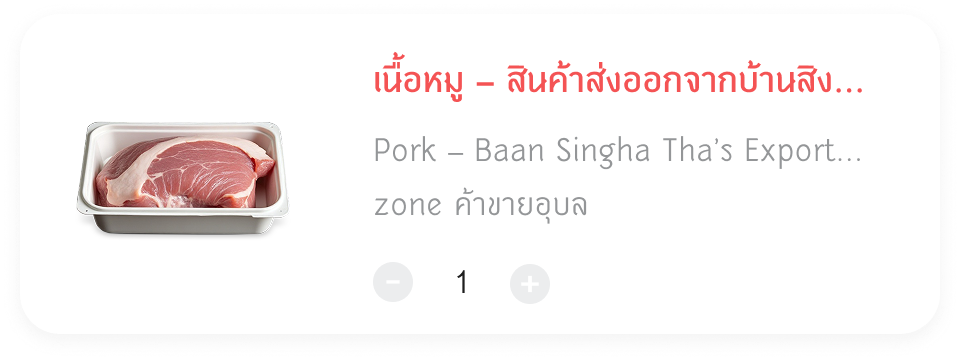 เนื้อหมู – สินค้าส่งออกจากบ้านสิง...
Pork – Baan Singha Tha's Export...
zone ค้าขายอุบล
- 1 +